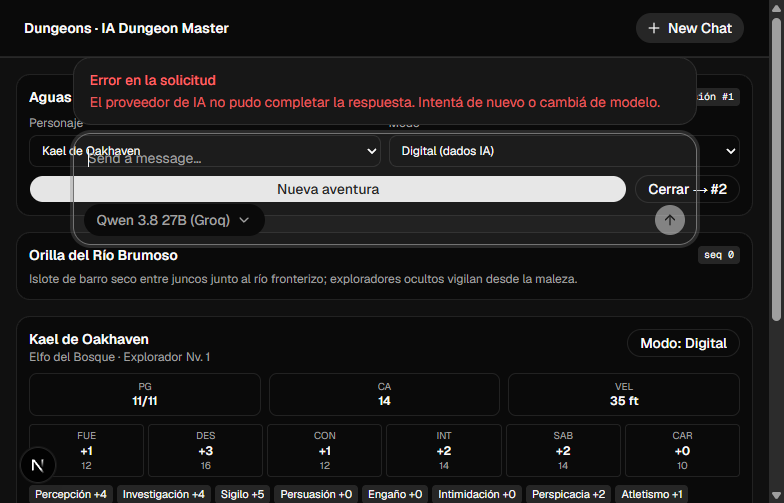 Dungeons · IA Dungeon Master
+ New Chat
Error en la solicitud
El proveedor de IA no pudo completar la respuesta. Intentá de nuevo o cambiá de modelo.
Aguas
#1
Personaje
Kael de Oakhaven
Digital (dados IA)
Send a message...
Nueva aventura
Cerrar → #2
Qwen 3.8 27B (Groq)
Orilla del Río Brumoso
seq 0
Islote de barro seco entre juncos junto al río fronterizo; exploradores ocultos vigilan desde la maleza.
Kael de Oakhaven
Elfo del Bosque · Explorador Nv. 1
Modo: Digital
PG
11/11
CA
14
VEL
35 ft
FUE
+1
12
DES
+3
16
CON
+1
12
INT
+2
14
SAB
+2
14
CAR
+0
10
N
Percepción +4
Investigación +4
Sigilo +5
Persuasión +0
Engaño +0
Intimidación +0
Perspicacia +2
Atletismo +1